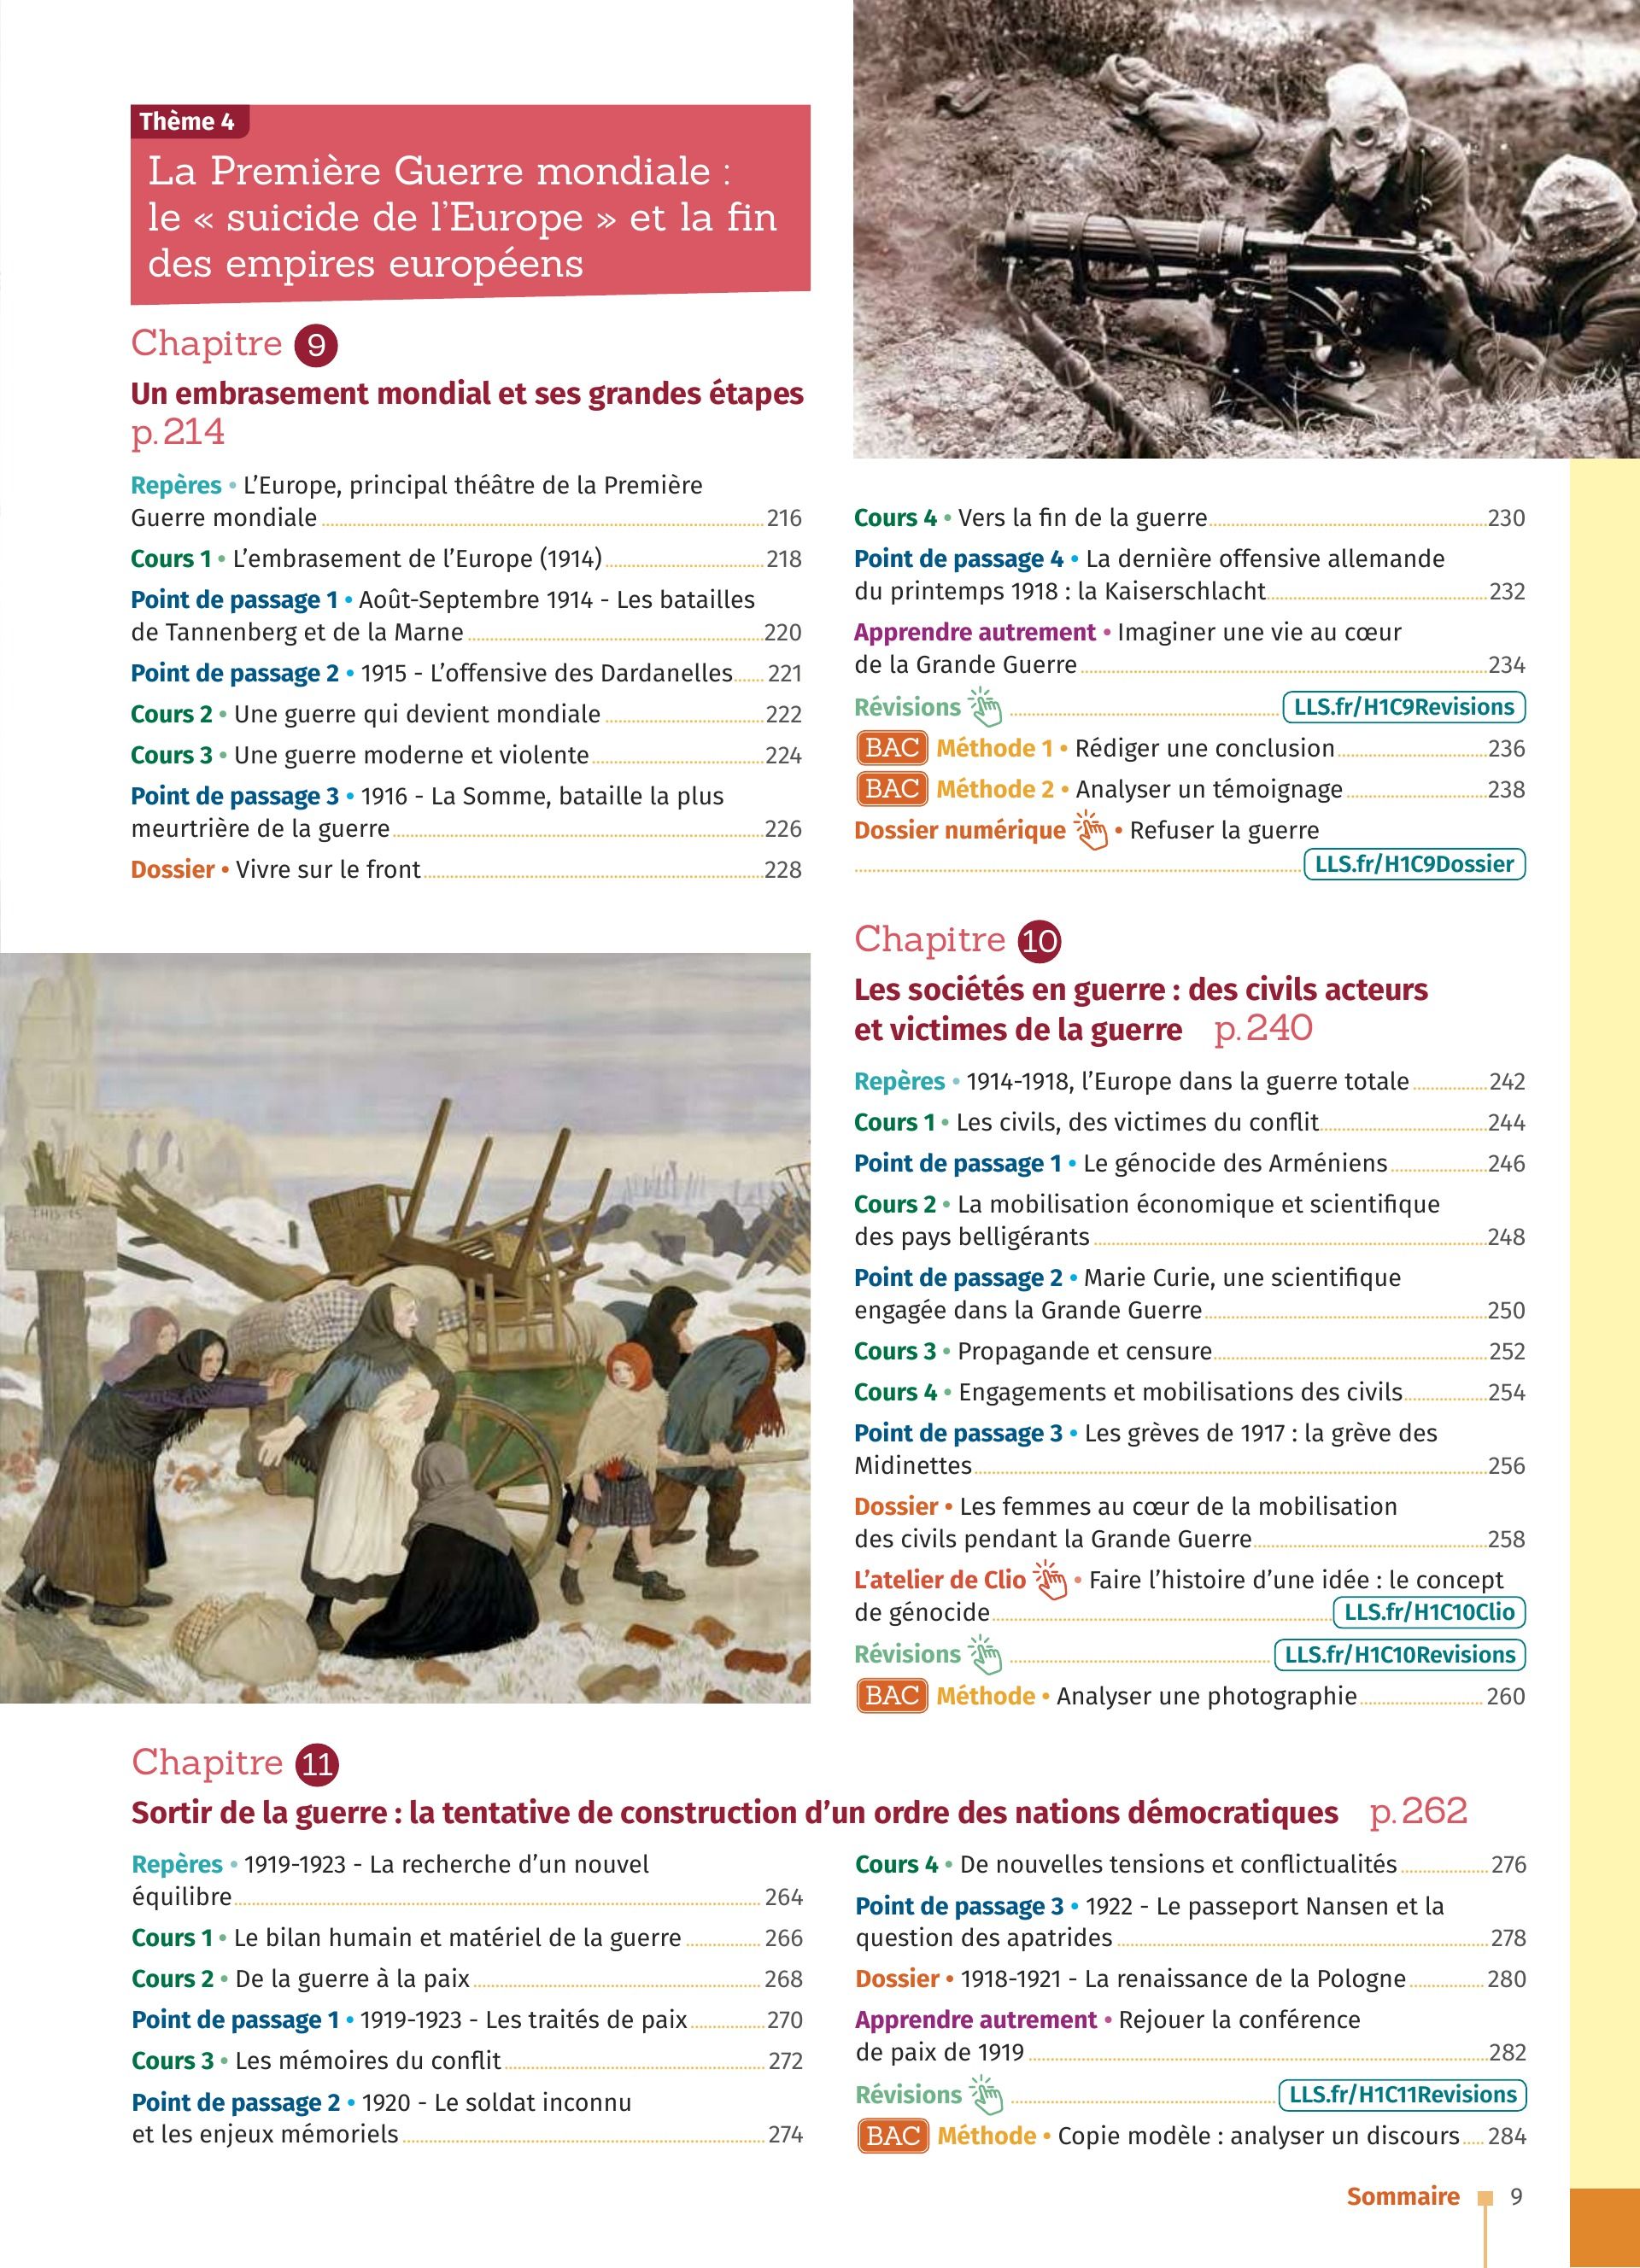 Thème 4
La Première Guerre mondiale :
le « suicide de l'Europe » et la fin
des empires européens
Chapitre 9
Un embrasement mondial et ses grandes étapes
p. 214
Repères • L'Europe, principal théâtre de la Première
Guerre mondiale 216
Cours 1 • L'embrasement de l'Europe (1914) 218
Point de passage 1 • Août-Septembre 1914 - Les batailles
de Tannenberg et de la Marne 220
Point de passage 2 • 1915 - L'offensive des Dardanelles 221
Cours 2 • Une guerre qui devient mondiale 222
Cours 3 • Une guerre moderne et violente 224
Point de passage 3 • 1916 - La Somme, bataille la plus
meurtrière de la guerre 226
Dossier • Vivre sur le front 228
Cours 4 • Vers la fin de la guerre 230
Point de passage 4 • La dernière offensive allemande
du printemps 1918 : la Kaiserschlacht 232
Apprendre autrement • Imaginer une vie au cœur
de la Grande Guerre 234
Révisions LLS.fr/H1C9Revisions
BAC Méthode 1 • Rédiger une conclusion 236
BAC Méthode 2 • Analyser un témoignage 238
Dossier numérique • Refuser la guerre
LLS.fr/H1C9Dossier
THIS IS
Chapitre 10
Les sociétés en guerre : des civils acteurs
et victimes de la guerre p. 240
Repères • 1914-1918, l'Europe dans la guerre totale 242
Cours 1 • Les civils, des victimes du conflit 244
Point de passage 1 • Le génocide des Arméniens 246
Cours 2 • La mobilisation économique et scientifique
des pays belligérants 248
Point de passage 2 • Marie Curie, une scientifique
engagée dans la Grande Guerre 250
Cours 3 • Propagande et censure 252
Cours 4 • Engagements et mobilisations des civils 254
Point de passage 3 • Les grèves de 1917 : la grève des
Midinettes 256
Dossier • Les femmes au cœur de la mobilisation
des civils pendant la Grande Guerre 258
L'atelier de Clio • Faire l'histoire d'une idée : le concept
de génocide LLS.fr/H1C10Clio
Révisions LLS.fr/H1C10Revisions
BAC Méthode • Analyser une photographie 260
Chapitre 11
Sortir de la guerre : la tentative de construction d'un ordre des nations démocratiques p. 262
Repères • 1919-1923 - La recherche d'un nouvel
équilibre 264
Cours 1 • Le bilan humain et matériel de la guerre 266
Cours 2 • De la guerre à la paix 268
Point de passage 1 • 1919-1923 - Les traités de paix 270
Cours 3 • Les mémoires du conflit 272
Point de passage 2 • 1920 - Le soldat inconnu
et les enjeux mémoriels 274
Cours 4 • De nouvelles tensions et conflictualités 276
Point de passage 3 • 1922 - Le passeport Nansen et la
question des apatrides 278
Dossier • 1918-1921 - La renaissance de la Pologne 280
Apprendre autrement • Rejouer la conférence
de paix de 1919 282
Révisions LLS.fr/H1C11Revisions
BAC Méthode • Copie modèle : analyser un discours 284
Sommaire 9